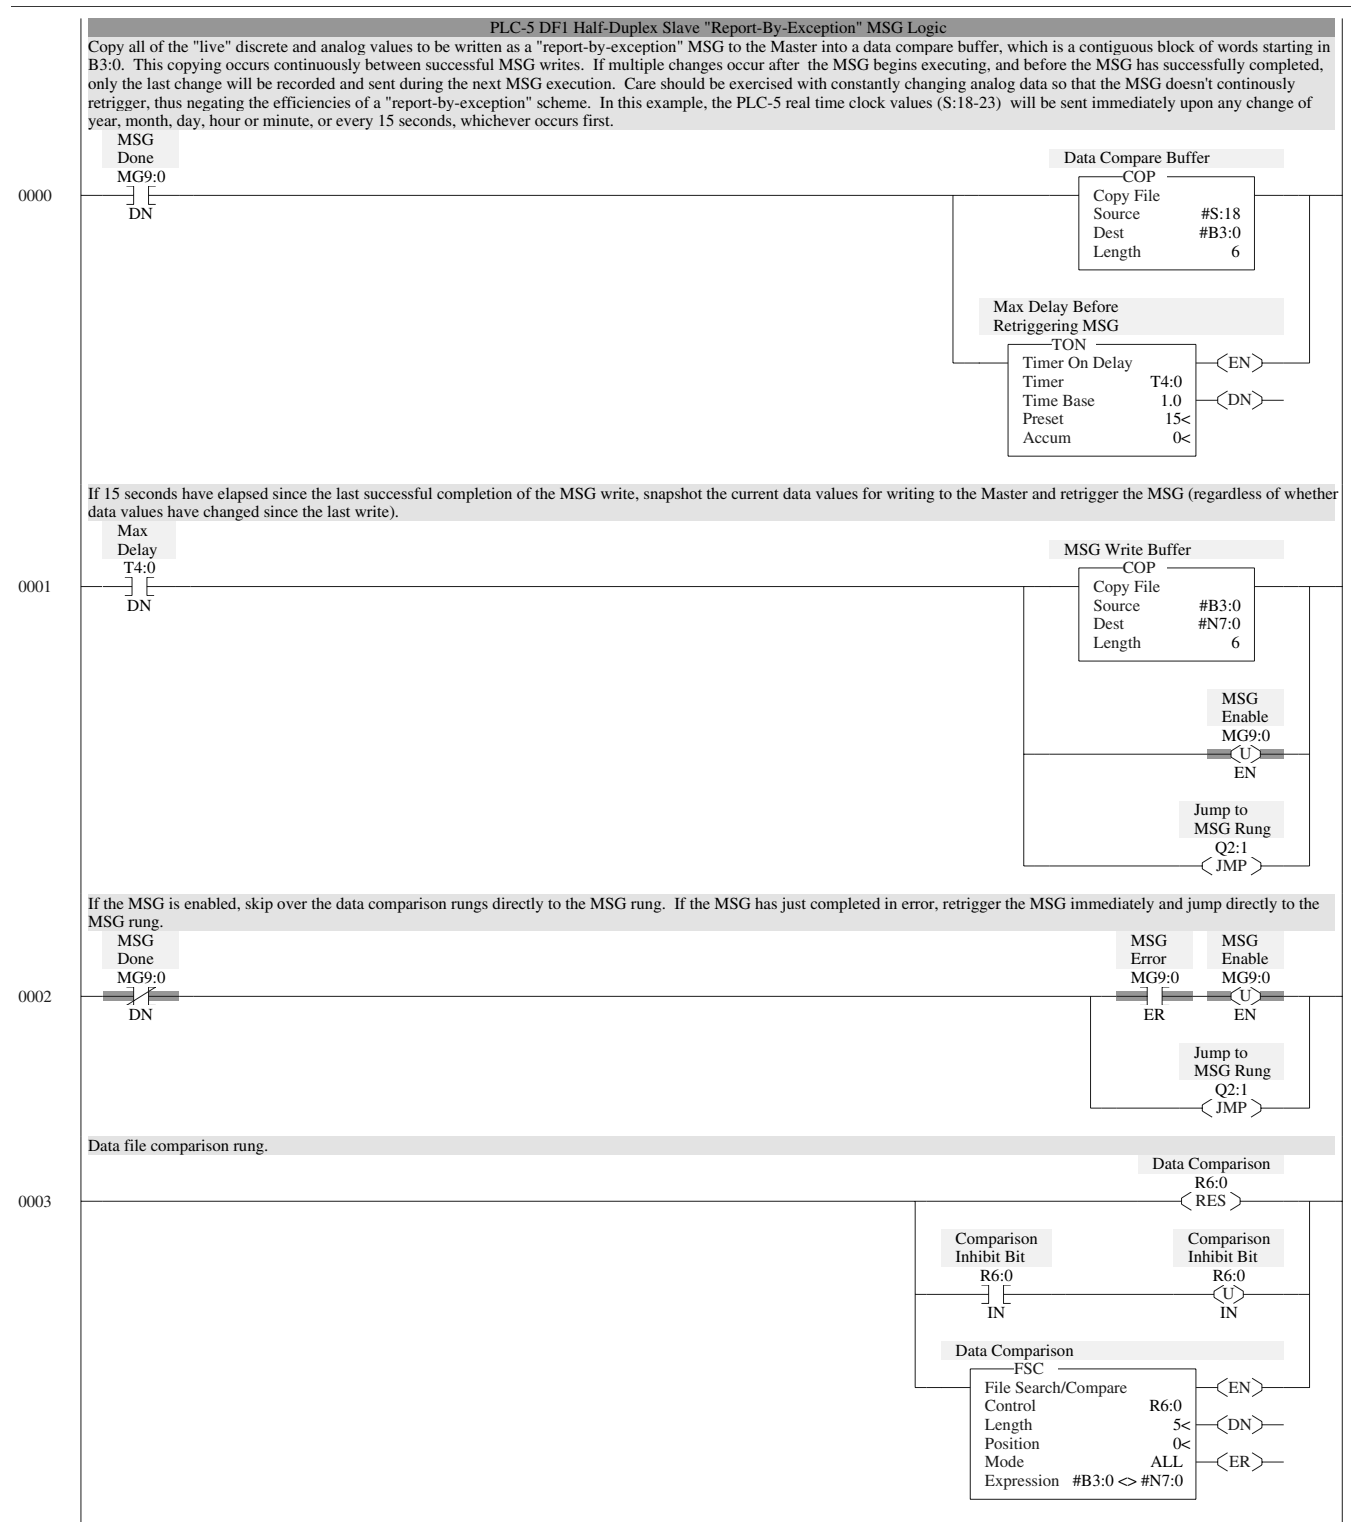 PLC-5 DF1 Half-Duplex Slave "Report-By-Exception" MSG Logic
Copy all of the "live" discrete and analog values to be written as a "report-by-exception" MSG to the Master into a data compare buffer, which is a contiguous block of words starting in
B3:0.  This copying occurs continuously between successful MSG writes.  If multiple changes occur after  the MSG begins executing, and before the MSG has successfully completed,
only the last change will be recorded and sent during the next MSG execution.  Care should be exercised with constantly changing analog data so that the MSG doesn't continously
retrigger, thus negating the efficiencies of a "report-by-exception" scheme.  In this example, the PLC-5 real time clock values (S:18-23)  will be sent immediately upon any change of
year, month, day, hour or minute, or every 15 seconds, whichever occurs first.
MSG
Done
MG9:0
DN
0000
Data Compare Buffer
COP
Copy File
Source #S:18
Dest #B3:0
Length 6
Max Delay Before
Retriggering MSG
TON
Timer On Delay EN
Timer T4:0
Time Base 1.0 DN
Preset 15<
Accum 0<
If 15 seconds have elapsed since the last successful completion of the MSG write, snapshot the current data values for writing to the Master and retrigger the MSG (regardless of whether
data values have changed since the last write).
Max
Delay
T4:0
DN
0001
MSG Write Buffer
COP
Copy File
Source #B3:0
Dest #N7:0
Length 6
MSG
Enable
MG9:0
U
EN
Jump to
MSG Rung
Q2:1
JMP
If the MSG is enabled, skip over the data comparison rungs directly to the MSG rung.  If the MSG has just completed in error, retrigger the MSG immediately and jump directly to the
MSG rung.
MSG
Done
MG9:0
DN
0002
MSG
Error
MG9:0
ER
MSG
Enable
MG9:0
U
EN
Jump to
MSG Rung
Q2:1
JMP
Data file comparison rung.
0003
Data Comparison
R6:0
RES
Comparison
Inhibit Bit
R6:0
IN
Comparison
Inhibit Bit
R6:0
U
IN
Data Comparison
FSC
File Search/Compare EN
Control R6:0
Length 5< DN
Position 0<
Mode ALL ER
Expression #B3:0 <> #N7:0